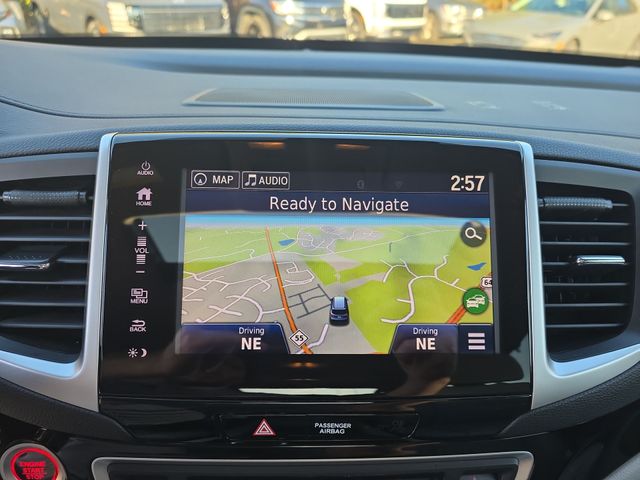 AUDIO
MAP
AUDIO
2:57
HOME
Ready to Navigate
VOL
MENU
64
BACK
Driving
NE
55
Driving
NE
PASSENGER
AIRBAG
ENGINE
START
STOP